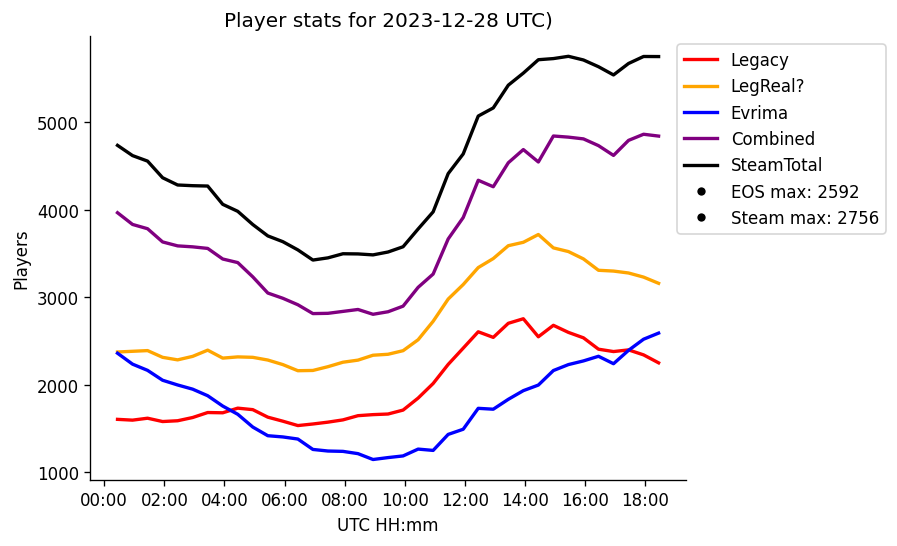 Player stats for 2023-12-28 UTC)
Legacy
LegReal?
Evrima
Combined
SteamTotal
EOS max: 2592
Steam max: 2756
Players
5000
4000
3000
2000
1000
00:00 02:00 04:00 06:00 08:00 10:00 12:00 14:00 16:00 18:00
UTC HH:mm